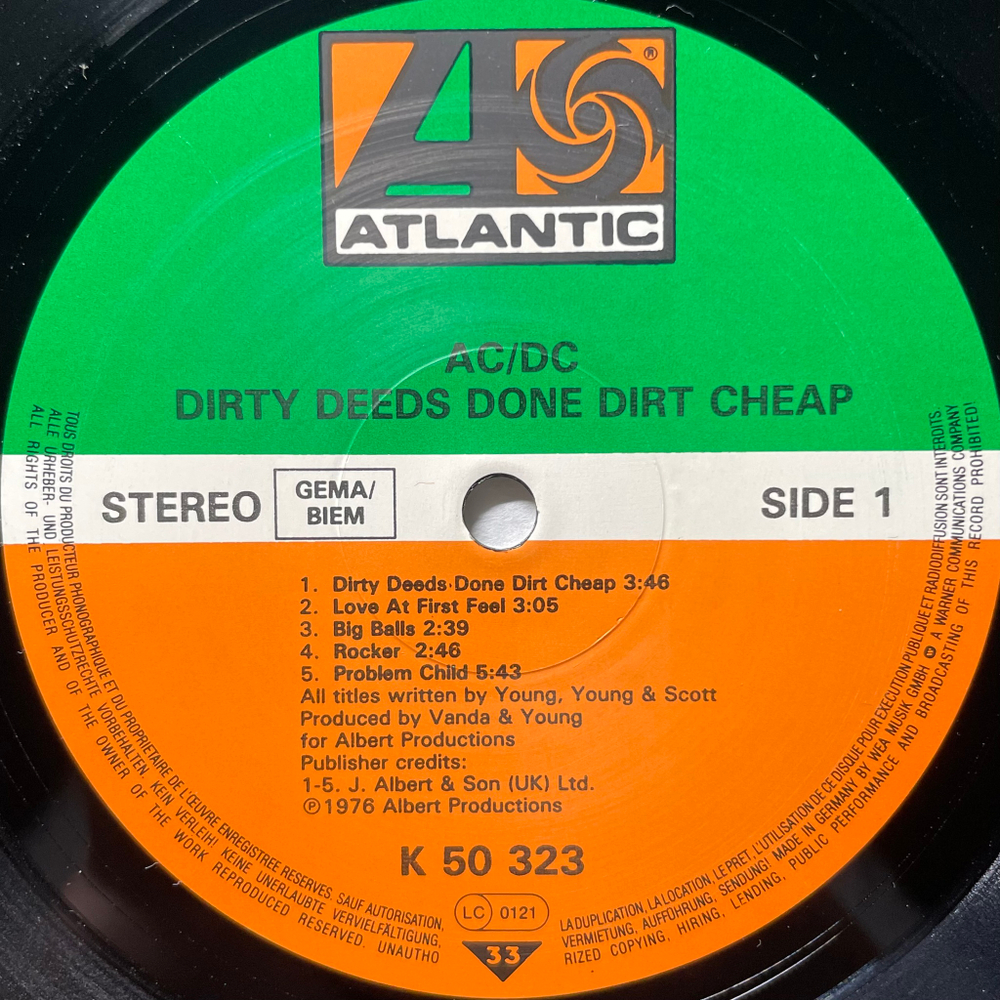 ®
ATLANTIC
AC/DC
DIRTY DEEDS DONE DIRT CHEAP
STEREO
GEMA/
BIEM
SIDE 1
1. Dirty Deeds Done Dirt Cheap 3:46
2. Love At First Feel 3:05
3. Big Balls 2:39
4. Rocker 2:46
5. Problem Child 5:43
All titles written by Young, Young & Scott
Produced by Vanda & Young
for Albert Productions
Publisher credits:
1-5. J. Albert & Son (UK) Ltd.
℗1976 Albert Productions
K 50 323
LC 0121
33
TOUS DROITS DU PRODUCTEUR PHONOGRAPHIQUE ET DU PROPRIETAIRE DE L'ŒUVRE ENREGISTREE RESERVES. SAUF AUTORISATION, LA DUPLICATION, LA LOCATION, LE PRET, L'UTILISATION DE CE DISQUE POUR EXECUTION PUBLIQUE ET RADIODIFFUSION SONT INTERDITS
ALLE URHEBER- UND LEISTUNGSSCHUTZRECHTE VORBEHALTEN. KEIN VERLEIH! KEINE UNERLAUBTE VERVIELFÄLTIGUNG, VERMIETUNG, AUFFÜHRUNG, SENDUNG! MADE IN GERMANY BY WEA MUSIK GMBH A WARNER COMMUNICATIONS COMPANY
ALL RIGHTS OF THE PRODUCER AND OF THE OWNER OF THE WORK REPRODUCED RESERVED. UNAUTHORIZED COPYING, HIRING, LENDING, PUBLIC PERFORMANCE AND BROADCASTING OF THIS RECORD PROHIBITED!